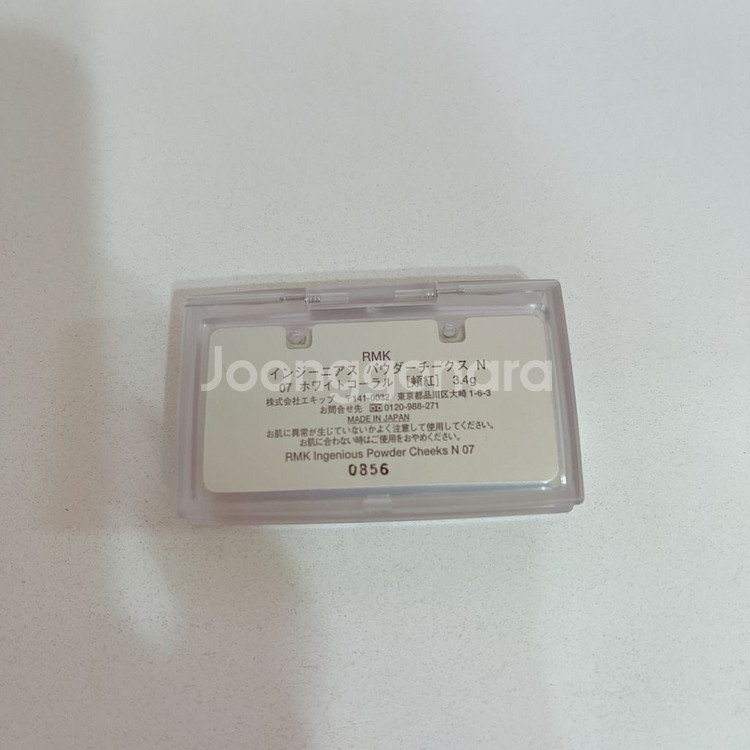 RMK
インジーニアス パウダーチークス N
07 ホワイトコーラル [頬紅] 3.4g
株式会社エキップ 〒141-0032 東京都品川区大崎1-6-3
お問合せ先 0120-988-271
MADE IN JAPAN
お肌に異常が生じていないかよく注意して使用してください。
お肌に合わない時はご使用をおやめください。
RMK Ingenious Powder Cheeks N 07
0856
Joonggonara